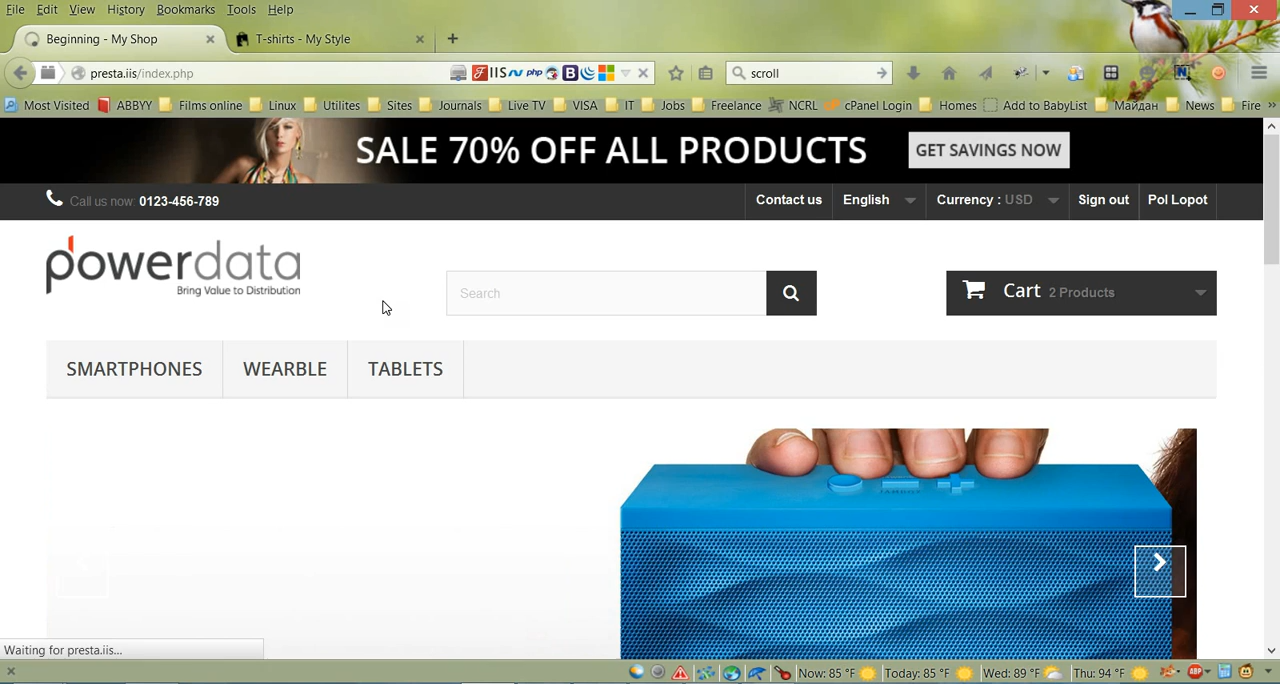 File Edit View History Bookmarks Tools Help
Beginning - My Shop
T-shirts - My Style
presta.iis/index.php
IIS
php
B
scroll
Most Visited ABBYY Films online Linux Utilites Sites Journals Live TV VISA IT Jobs Freelance NCRL cPanel Login Homes Add to BabyList Майдан News Fire
SALE 70% OFF ALL PRODUCTS GET SAVINGS NOW
Call us now: 0123-456-789
Contact us English Currency : USD Sign out Pol Lopot
powerdata
Bring Value to Distribution
Search
Cart 2 Products
SMARTPHONES WEARBLE TABLETS
Waiting for presta.iis...
Now: 85 °F Today: 85 °F Wed: 89 °F Thu: 94 °F ABP